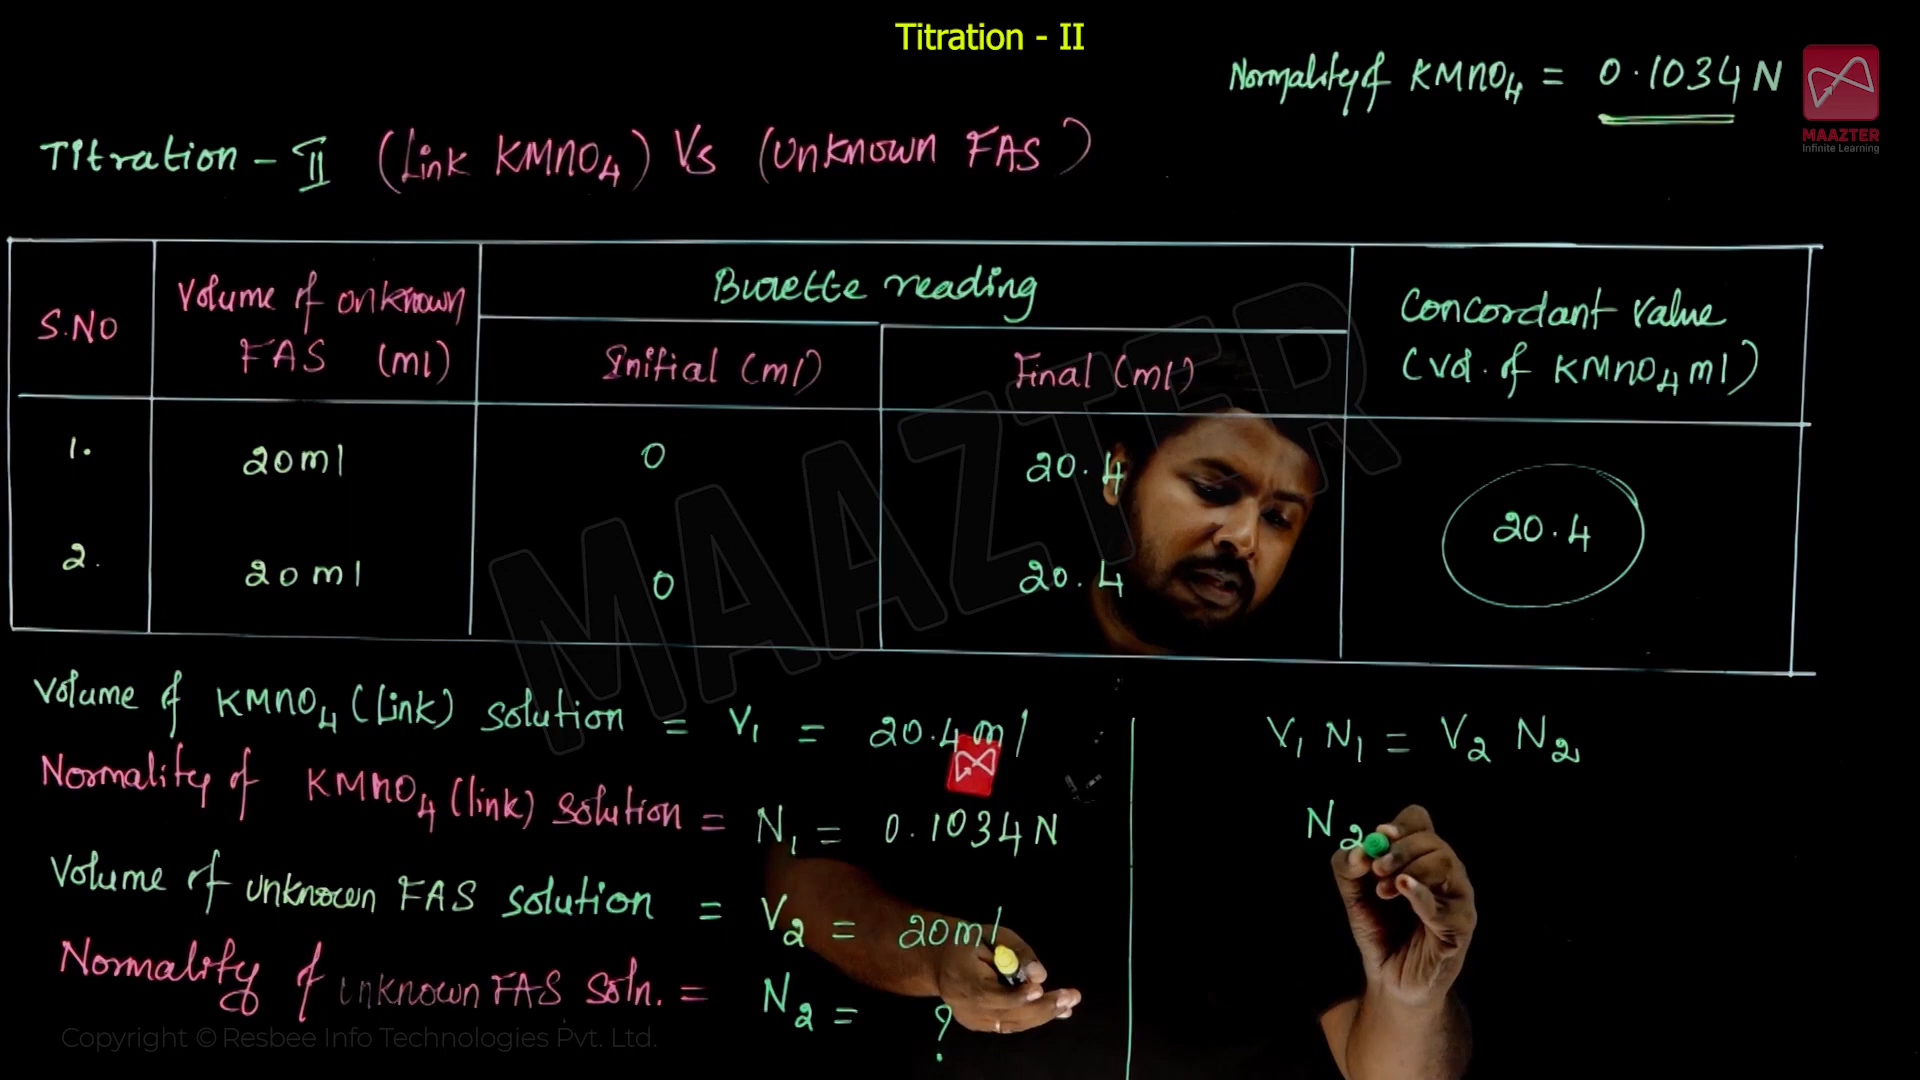 Titration - II
Normality of KMnO4 = 0.1034 N
MAAZTER
Infinite Learning
Titration - II (Link KMnO4) Vs (Unknown FAS)
S.NO
Volume of unknown
FAS (ml)
Burette reading
Initial (ml)
Final (ml)
Concordant value
(Vol. of KMnO4 ml)
1. 20ml 0 20.4
20.4
2. 20ml 0 20.4
MAAZTER
Volume of KMnO4 (Link) solution = V1 = 20.4ml
Normality of KMnO4 (link) solution = N1 = 0.1034 N
Volume of unknown FAS solution = V2 = 20ml
Normality of unknown FAS soln. = N2 = ?
V1 N1 = V2 N2
N2
Copyright © Resbee Info Technologies Pvt. Ltd.